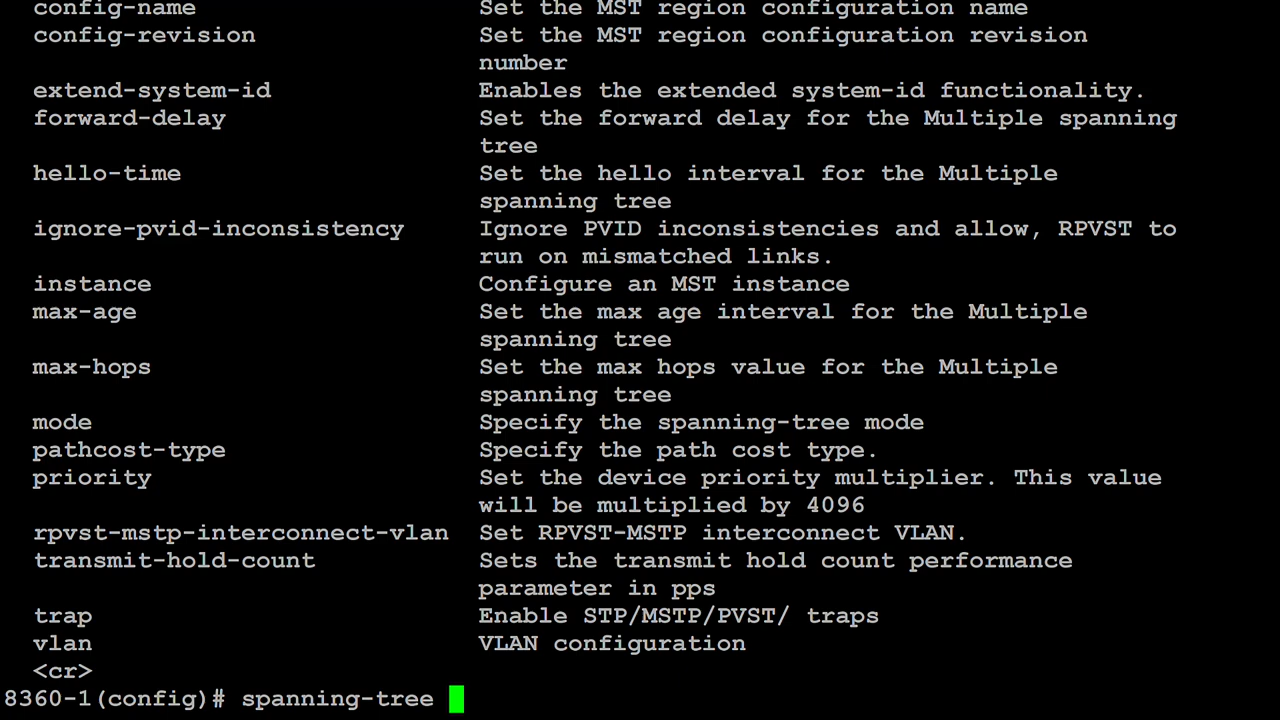 config-name Set the MST region configuration name
config-revision Set the MST region configuration revision
number
extend-system-id Enables the extended system-id functionality.
forward-delay Set the forward delay for the Multiple spanning
tree
hello-time Set the hello interval for the Multiple
spanning tree
ignore-pvid-inconsistency Ignore PVID inconsistencies and allow, RPVST to
run on mismatched links.
instance Configure an MST instance
max-age Set the max age interval for the Multiple
spanning tree
max-hops Set the max hops value for the Multiple
spanning tree
mode Specify the spanning-tree mode
pathcost-type Specify the path cost type.
priority Set the device priority multiplier. This value
will be multiplied by 4096
rpvst-mstp-interconnect-vlan Set RPVST-MSTP interconnect VLAN.
transmit-hold-count Sets the transmit hold count performance
parameter in pps
trap Enable STP/MSTP/PVST/ traps
vlan VLAN configuration
<cr>
8360-1(config)# spanning-tree